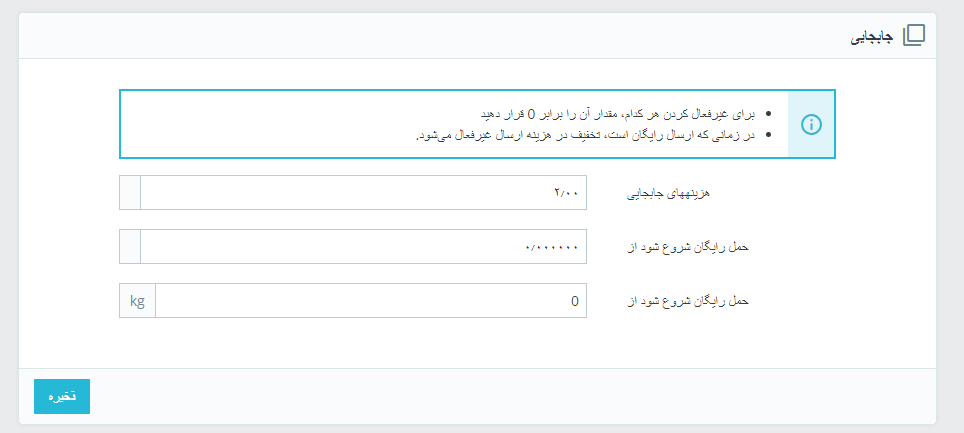 جابجایی
برای غیرفعال کردن هر کدام، مقدار آن را برابر 0 قرار دهید
در زمانی که ارسال رایگان است، تخفیف در هزینه ارسال غیرفعال می‌شود.
هزینههای جابجایی
۲٫۰۰
حمل رایگان شروع شود از
۰٫۰۰۰۰۰۰
حمل رایگان شروع شود از
0
kg
ذخیره